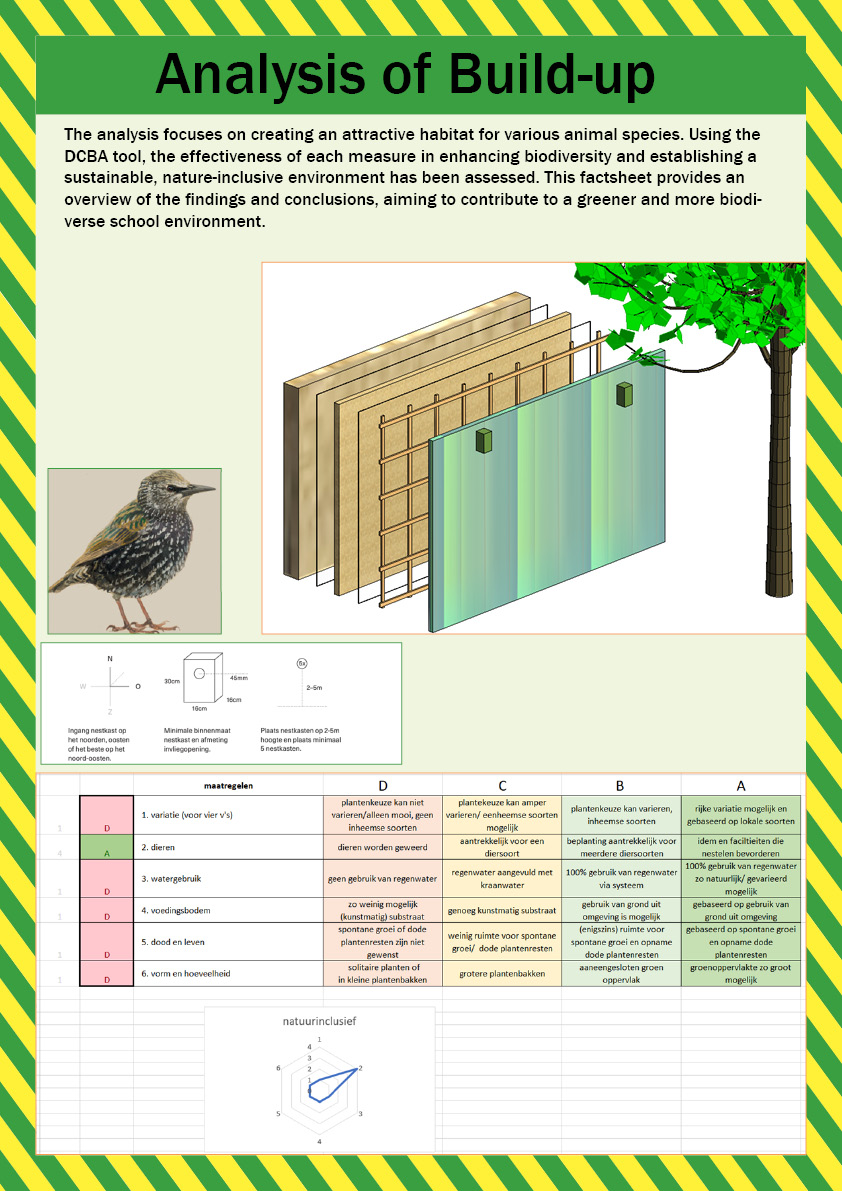 Analysis of Build-up
The analysis focuses on creating an attractive habitat for various animal species. Using the
DCBA tool, the effectiveness of each measure in enhancing biodiversity and establishing a
sustainable, nature-inclusive environment has been assessed. This factsheet provides an
overview of the findings and conclusions, aiming to contribute to a greener and more biodi-
verse school environment.
N
W
O
Z
Ingang nestkast op
het noorden, oosten
of het beste op het
noord-oosten.
30cm
45mm
16cm
16cm
Minimale binnenmaat
nestkast en afmeting
invliegopening.
5x
2-5m
Plaats nestkasten op 2-5m
hoogte en plaats minimaal
5 nestkasten.
maatregelen D C B A
1 D 1. variatie (voor vier v's)
plantenkeuze kan niet
varieren/alleen mooi, geen
inheemse soorten
plantekeuze kan amper
varieren/ eenheemse soorten
mogelijk
plantenkeuze kan varieren,
inheemse soorten
rijke variatie mogelijk en
gebaseerd op lokale soorten
4 A 2. dieren
dieren worden geweerd
aantrekkelijk voor een
diersoort
beplanting aantrekkelijk voor
meerdere diersoorten
idem en faciltieiten die
nestelen bevorderen
1 D 3. watergebruik
geen gebruik van regenwater
regenwater aangevuld met
kraanwater
100% gebruik van regenwater
via systeem
100% gebruik van regenwater
zo natuurlijk/ gevarieerd
mogelijk
1 D 4. voedingsbodem
zo weinig mogelijk
(kunstmatig) substraat
genoeg kunstmatig substraat
gebruik van grond uit
omgeving is mogelijk
gebaseerd op gebruik van
grond uit omgeving
1 D 5. dood en leven
spontane groei of dode
plantenresten zijn niet
gewenst
weinig ruimte voor spontane
groei/ dode plantenresten
(enigszins) ruimte voor
spontane groei en opname
dode plantenresten
gebaseerd op spontane groei
en opname dode
plantenresten
1 D 6. vorm en hoeveelheid
solitaire planten of
in kleine plantenbakken
grotere plantenbakken
aaneengesloten groen
oppervlak
groenoppervlakte zo groot
mogelijk
natuurinclusief
1
4
3
2
1
0
2
3
4
5
6